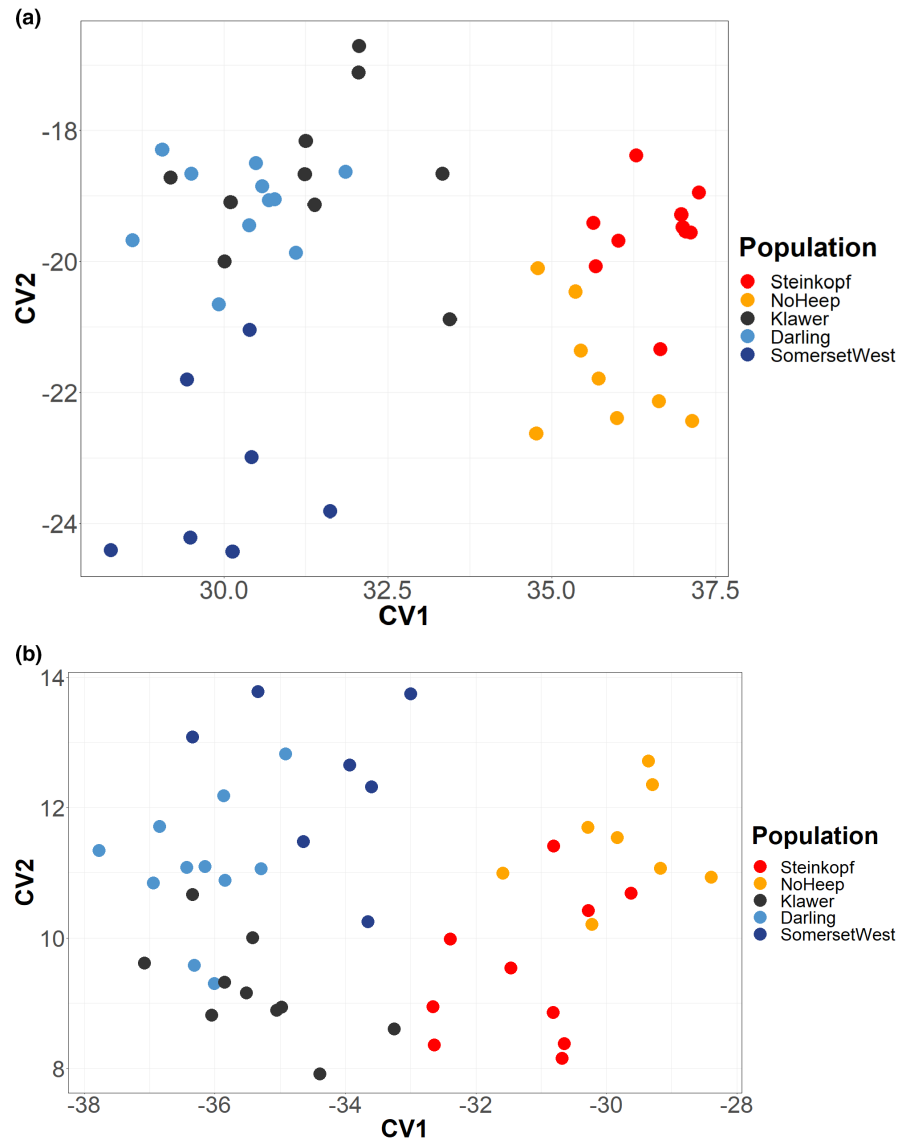 (a)
-18
-20
-22
-24
CV2
30.0
32.5
35.0
37.5
CV1
Population
Steinkopf
NoHeep
Klawer
Darling
SomersetWest
(b)
14
12
10
8
CV2
-38
-36
-34
-32
-30
-28
CV1
Population
Steinkopf
NoHeep
Klawer
Darling
SomersetWest